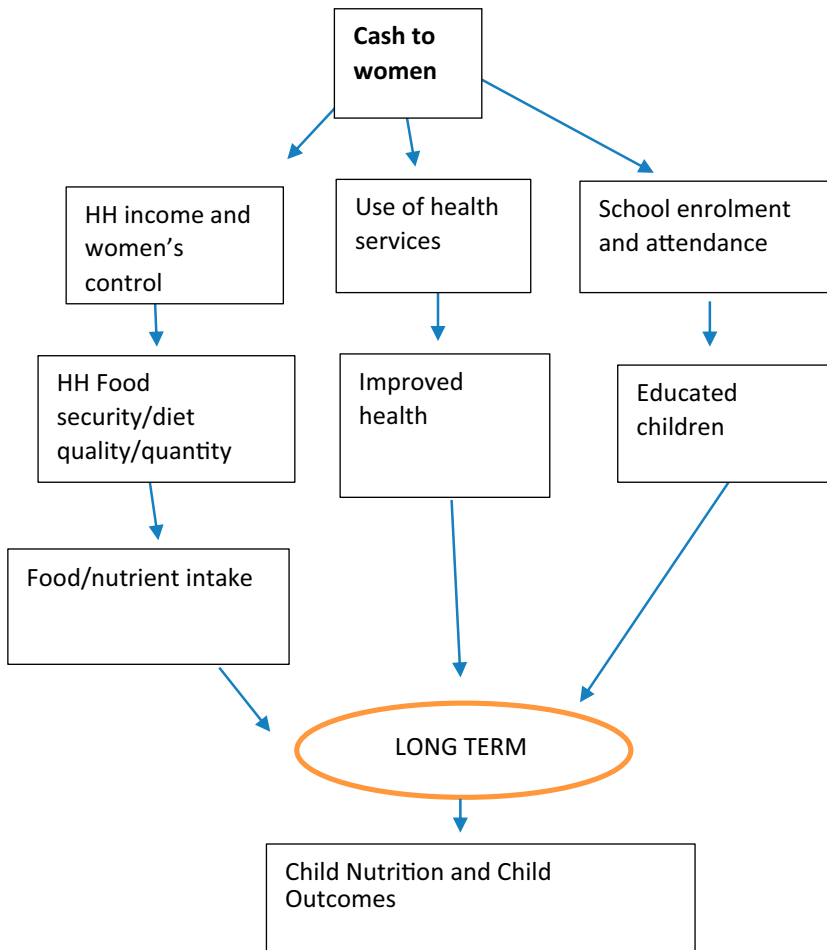 Cash to
women
HH income and
women’s
control
Use of health
services
School enrolment
and attendance
HH Food
security/diet
quality/quantity
Improved
health
Educated
children
Food/nutrient intake
LONG TERM
Child Nutrition and Child
Outcomes